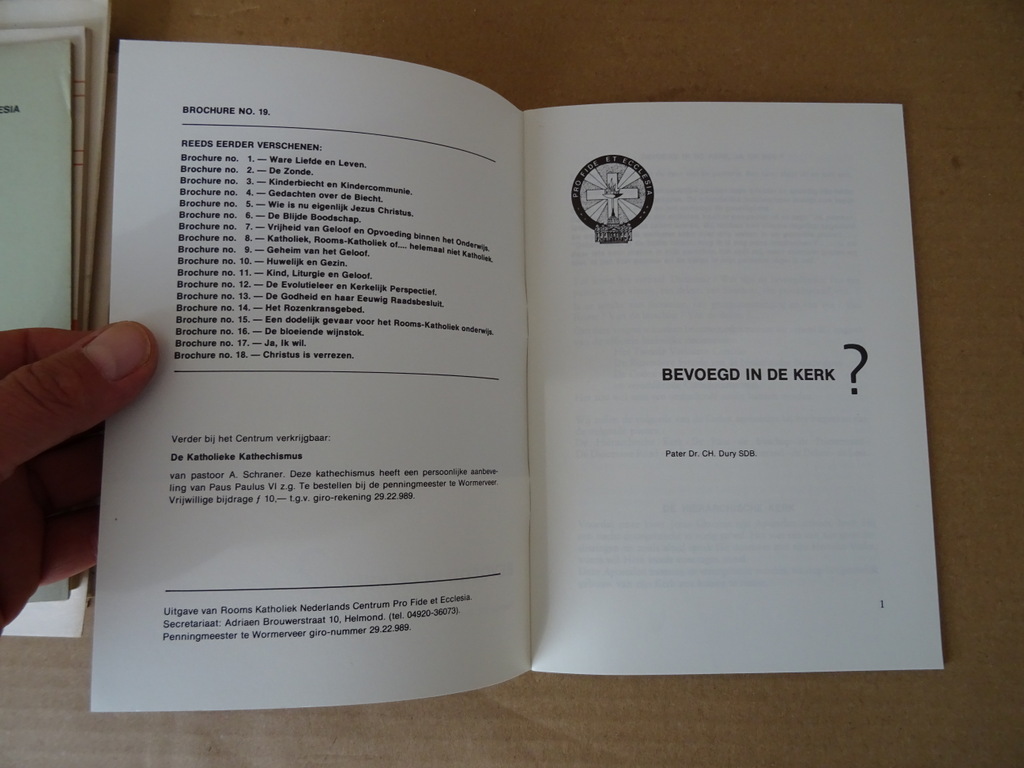 ESIA
BROCHURE NO. 19.
REEDS EERDER VERSCHENEN:
Brochure no. 1. — Ware Liefde en Leven.
Brochure no. 2. — De Zonde.
Brochure no. 3. — Kinderbiecht en Kindercommunie.
Brochure no. 4. — Gedachten over de Biecht.
Brochure no. 5. — Wie is nu eigenlijk Jezus Christus.
Brochure no. 6. — De Blijde Boodschap.
Brochure no. 7. — Vrijheid van Geloof en Opvoeding binnen het Onderwijs.
Brochure no. 8. — Katholiek, Rooms-Katholiek of.... helemaal niet Katholiek.
Brochure no. 9. — Geheim van het Geloof.
Brochure no. 10. — Huwelijk en Gezin.
Brochure no. 11. — Kind, Liturgie en Geloof.
Brochure no. 12. — De Evolutieleer en Kerkelijk Perspectief.
Brochure no. 13. — De Godheid en haar Eeuwig Raadsbesluit.
Brochure no. 14. — Het Rozenkransgebed.
Brochure no. 15. — Een dodelijk gevaar voor het Rooms-Katholiek onderwijs.
Brochure no. 16. — De bloeiende wijnstok.
Brochure no. 17. — Ja, Ik wil.
Brochure no. 18. — Christus is verrezen.
Verder bij het Centrum verkrijgbaar:
De Katholieke Kathechismus
van pastoor A. Schraner. Deze kathechismus heeft een persoonlijke aanbeve-
ling van Paus Paulus VI z.g. Te bestellen bij de penningmeester te Wormerveer.
Vrijwillige bijdrage ƒ 10,— t.g.v. giro-rekening 29.22.989.
Uitgave van Rooms Katholiek Nederlands Centrum Pro Fide et Ecclesia.
Secretariaat: Adriaen Brouwerstraat 10, Helmond. (tel. 04920-36073).
Penningmeester te Wormerveer giro-nummer 29.22.989.
PRO FIDE ET ECCLESIA
BEVOEGD IN DE KERK ?
Pater Dr. CH. Dury SDB.
1